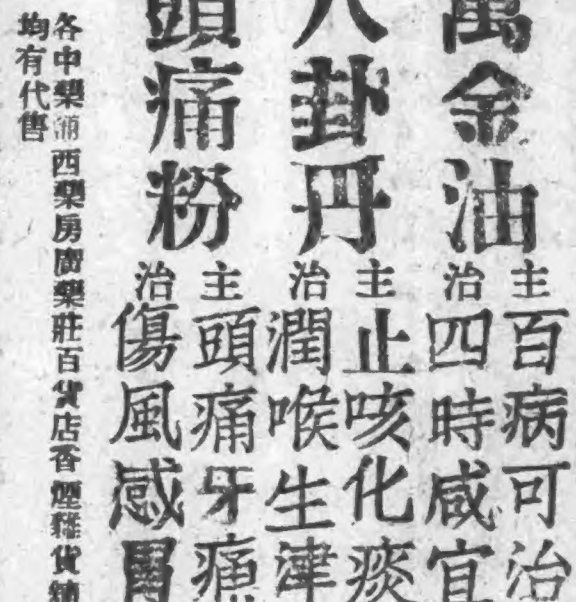 萬金油
主治
百病可治
四時咸宜
八卦丹
主治
止咳化痰
潤喉生津
頭痛粉
主治
頭痛牙痛
傷風感冒
各中藥舖西藥房廣藥莊百貨店香煙雜貨舖
均有代售